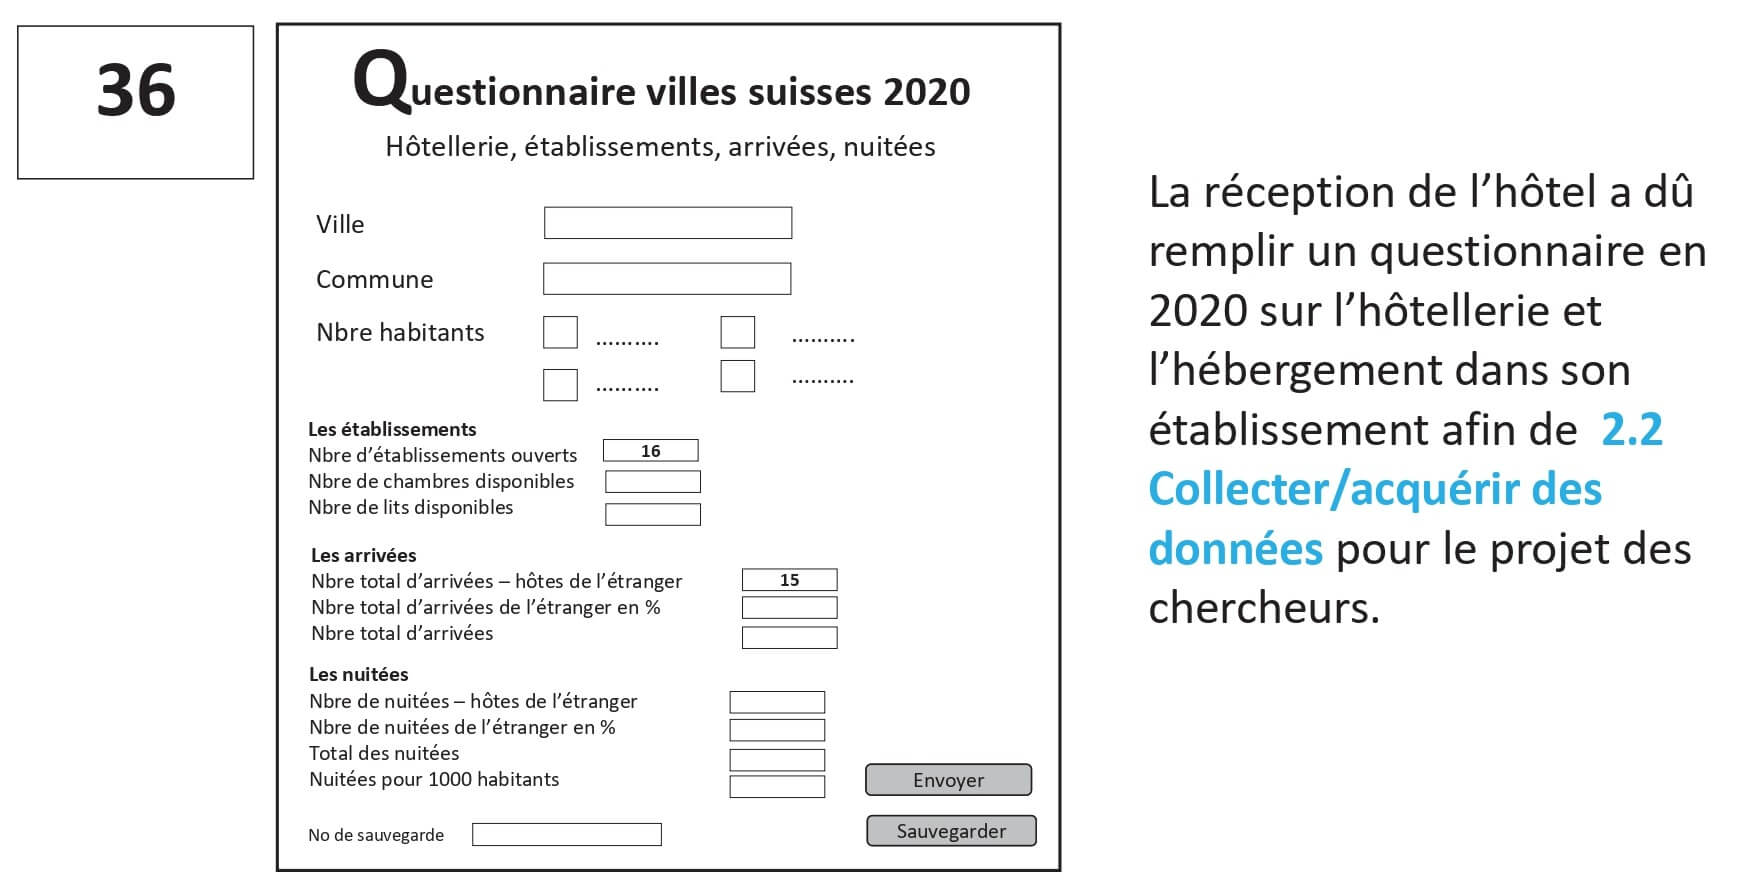 36
Questionnaire villes suisses 2020
Hôtellerie, établissements, arrivées, nuitées
Ville
Commune
Nbre habitants
.......... ..........
.......... ..........
Les établissements
Nbre d’établissements ouverts 16
Nbre de chambres disponibles
Nbre de lits disponibles
Les arrivées
Nbre total d’arrivées – hôtes de l’étranger 15
Nbre total d’arrivées de l’étranger en %
Nbre total d’arrivées
Les nuitées
Nbre de nuitées – hôtes de l’étranger
Nbre de nuitées de l’étranger en %
Total des nuitées
Nuitées pour 1000 habitants
Envoyer
No de sauvegarde
Sauvegarder
La réception de l’hôtel a dû
remplir un questionnaire en
2020 sur l’hôtellerie et
l’hébergement dans son
établissement afin de 2.2
Collecter/acquérir des
données pour le projet des
chercheurs.